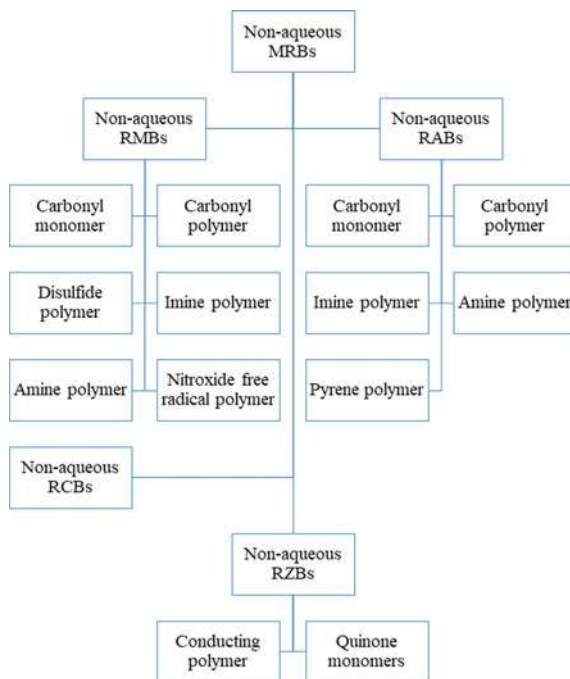 Non-aqueous
MRBs
Non-aqueous
RMBs
Non-aqueous
RABs
Carbonyl
monomer
Carbonyl
polymer
Carbonyl
monomer
Carbonyl
polymer
Disulfide
polymer
Imine polymer
Imine polymer
Amine polymer
Amine polymer
Nitroxide free
radical polymer
Pyrene polymer
Non-aqueous
RCBs
Non-aqueous
RZBs
Conducting
polymer
Quinone
monomers